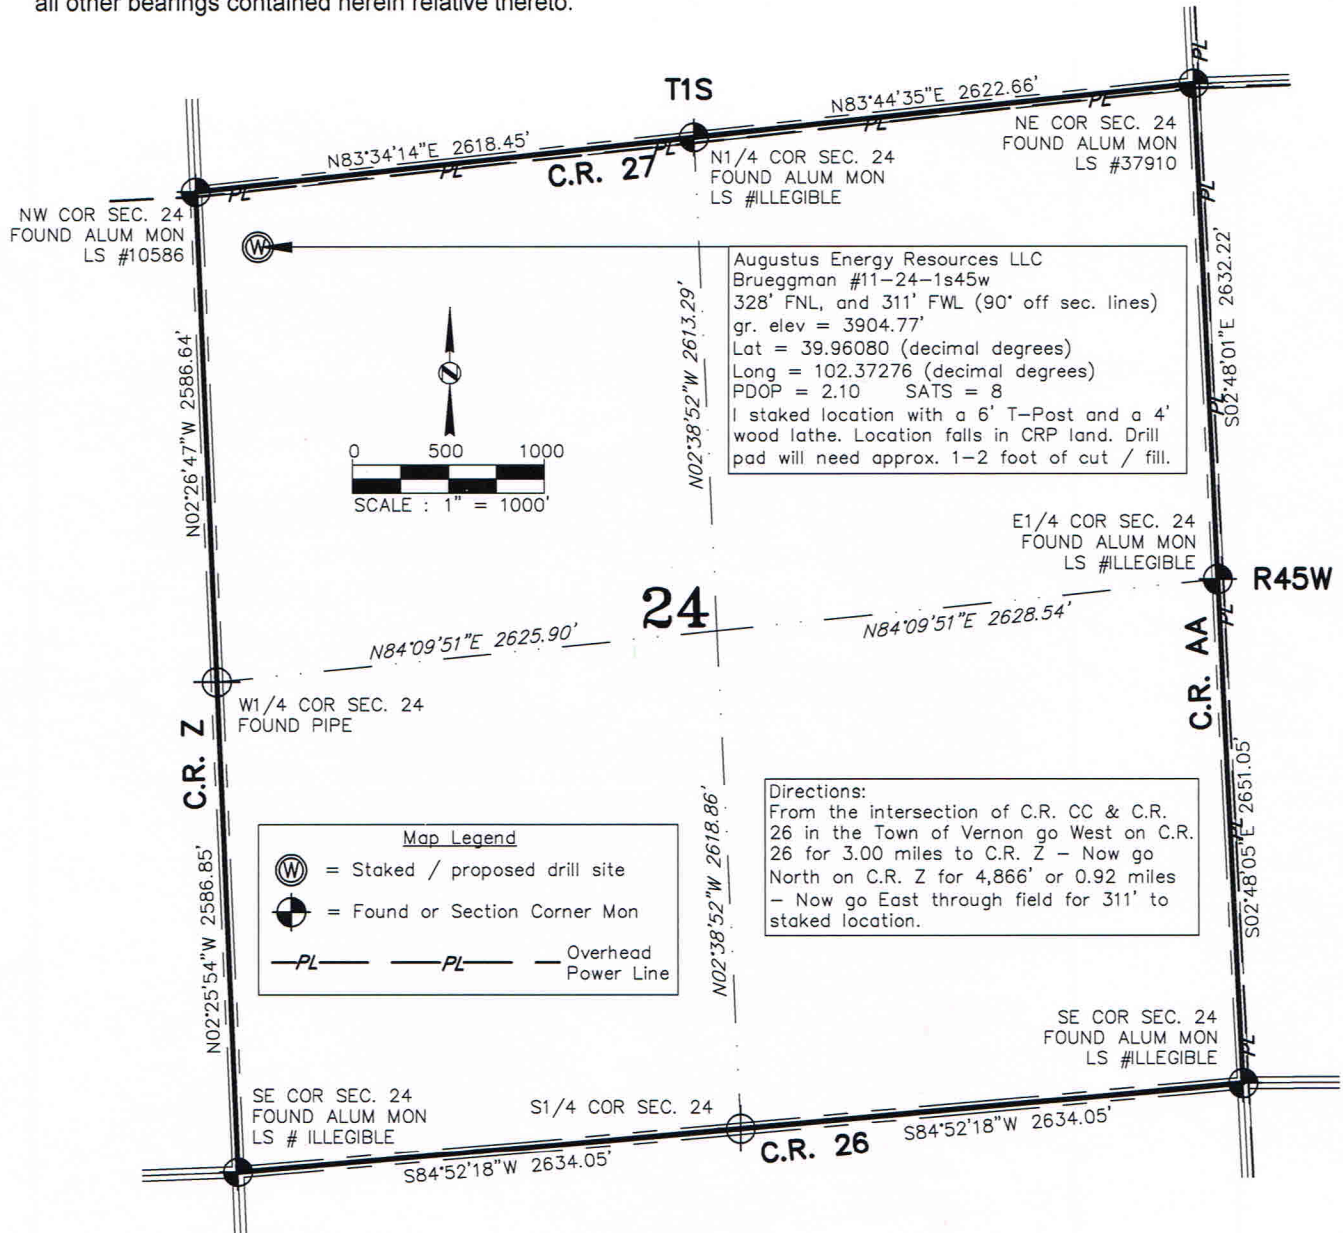 all other bearings contained herein relative thereto.
PL
T1S
N83°44'35"E 2622.66'
PL
PL
NE COR SEC. 24
FOUND ALUM MON
LS #37910
N83°34'14"E 2618.45'
PL
C.R. 27
PL
N1/4 COR SEC. 24
FOUND ALUM MON
LS #ILLEGIBLE
PL
PL
NW COR SEC. 24
FOUND ALUM MON
LS #10586
W
Augustus Energy Resources LLC
Brueggman #11-24-1s45w
328' FNL, and 311' FWL (90° off sec. lines)
gr. elev = 3904.77'
Lat = 39.96080 (decimal degrees)
Long = 102.37276 (decimal degrees)
PDOP = 2.10 SATS = 8
I staked location with a 6' T-Post and a 4'
wood lathe. Location falls in CRP land. Drill
pad will need approx. 1-2 foot of cut / fill.
S02°48'01"E 2632.22'
PL
N02°38'52"W 2613.29'
N02°26'47"W 2586.64'
N
0 500 1000
SCALE : 1" = 1000'
E1/4 COR SEC. 24
FOUND ALUM MON
LS #ILLEGIBLE
R45W
PL
24
N84°09'51"E 2625.90'
N84°09'51"E 2628.54'
C.R. AA
W1/4 COR SEC. 24
FOUND PIPE
C.R. Z
S02°48'05"E 2651.05'
PL
Directions:
From the intersection of C.R. CC & C.R.
26 in the Town of Vernon go West on C.R.
26 for 3.00 miles to C.R. Z - Now go
North on C.R. Z for 4,866' or 0.92 miles
- Now go East through field for 311' to
staked location.
N02°38'52"W 2618.86'
Map Legend
W = Staked / proposed drill site
= Found or Section Corner Mon
PL PL Overhead
Power Line
N02°25'54"W 2586.85'
SE COR SEC. 24
FOUND ALUM MON
LS #ILLEGIBLE
PL
SE COR SEC. 24
FOUND ALUM MON
LS # ILLEGIBLE
S1/4 COR SEC. 24
S84°52'18"W 2634.05'
C.R. 26
S84°52'18"W 2634.05'